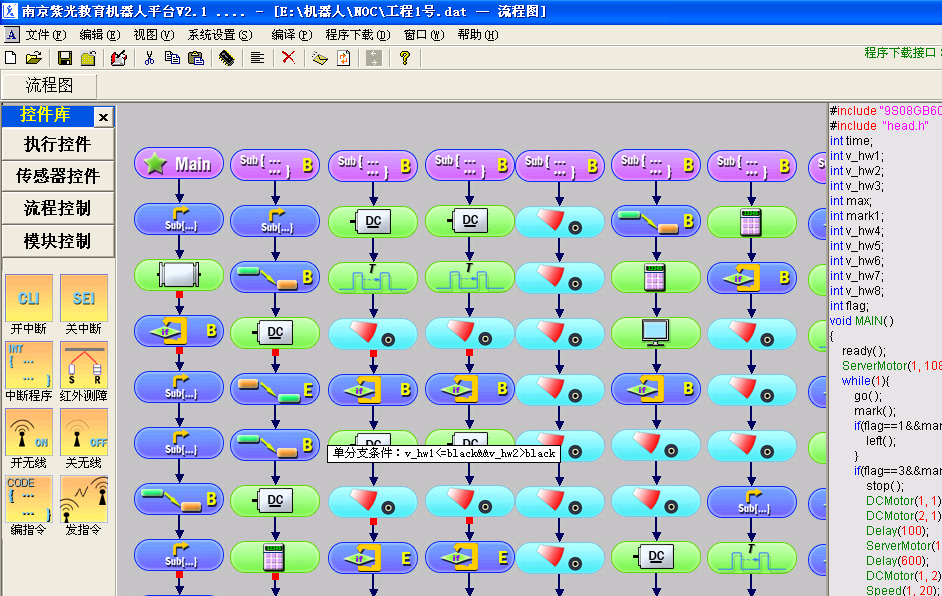 南京紫光教育机器人平台V2.1 .... - [E:\机器人\NOC\工程1号.dat — 流程图]
文件(F) 编辑(E) 视图(V) 系统设置(S) 编译(P) 程序下载(D) 窗口(W) 帮助(H)
程序下载接口：
流程图
控件库
执行控件
传感器控件
流程控制
模块控制
CLI SEI
开中断 关中断
INT { ... ... } S R
中断程序 红外测障
ON OFF
开无线 关无线
CODE { ... ... }
编指令 发指令
Main Sub{ ... ... } B Sub{ ... ... } B Sub{ ... ... } B Sub{ ... ... } B Sub{ ... ... } B Sub{ ... ... } B
Sub{...} Sub{...} DC DC B
B T T B
if B DC
Sub{...} E if B if B if B
Sub{...} B DC DC
单分支条件：v_hw1<=black&&v_hw2>black
B DC Sub{...}
Sub{...} if E if E DC T
#include "9S08GB60
#include "head.h"
int time;
int v_hw1;
int v_hw2;
int v_hw3;
int max;
int mark1;
int v_hw4;
int v_hw5;
int v_hw6;
int v_hw7;
int v_hw8;
int flag;
void MAIN()
{
ready();
ServerMotor(1, 108
while(1){
go();
mark();
if(flag==1&&mar
left();
}
if(flag==3&&mar
stop();
DCMotor(1, 1)
DCMotor(2, 1)
Delay(100);
ServerMotor(1
Delay(600);
DCMotor(1, 2)
Speed(1, 20);